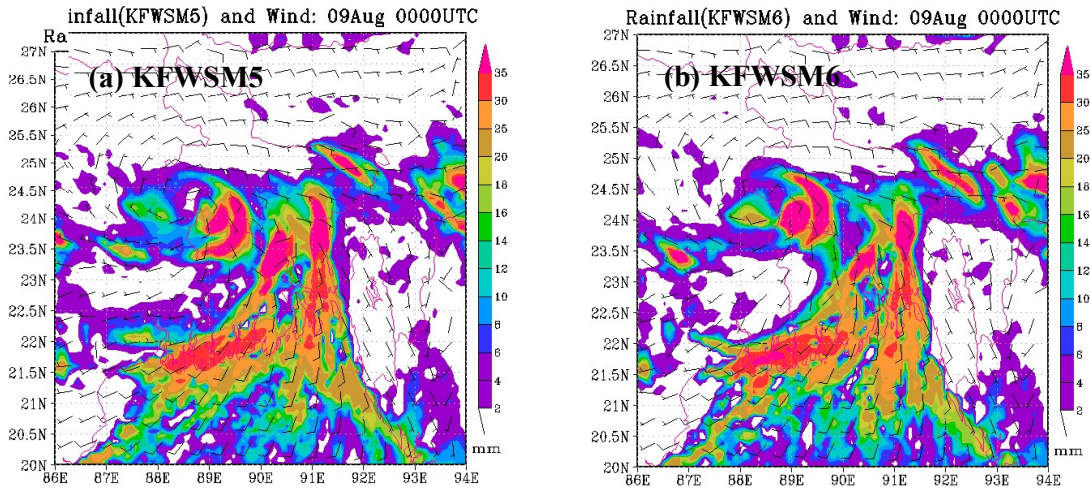 infall(KFWSM5) and Wind: 09Aug 0000UTC
Ra
27N
26.5N
26N
25.5N
25N
24.5N
24N
23.5N
23N
22.5N
22N
21.5N
21N
20.5N
20N
(a) KFWSM5
86E 87E 88E 89E 90E 91E 92E 93E 94E
35
30
25
20
18
16
14
12
10
8
6
4
2
mm
Rainfall(KFWSM6) and Wind: 09Aug 0000UTC
27N
26.5N
26N
25.5N
25N
24.5N
24N
23.5N
23N
22.5N
22N
21.5N
21N
20.5N
20N
(b) KFWSM6
86E 87E 88E 89E 90E 91E 92E 93E 94E
35
30
25
20
18
16
14
12
10
8
6
4
2
mm